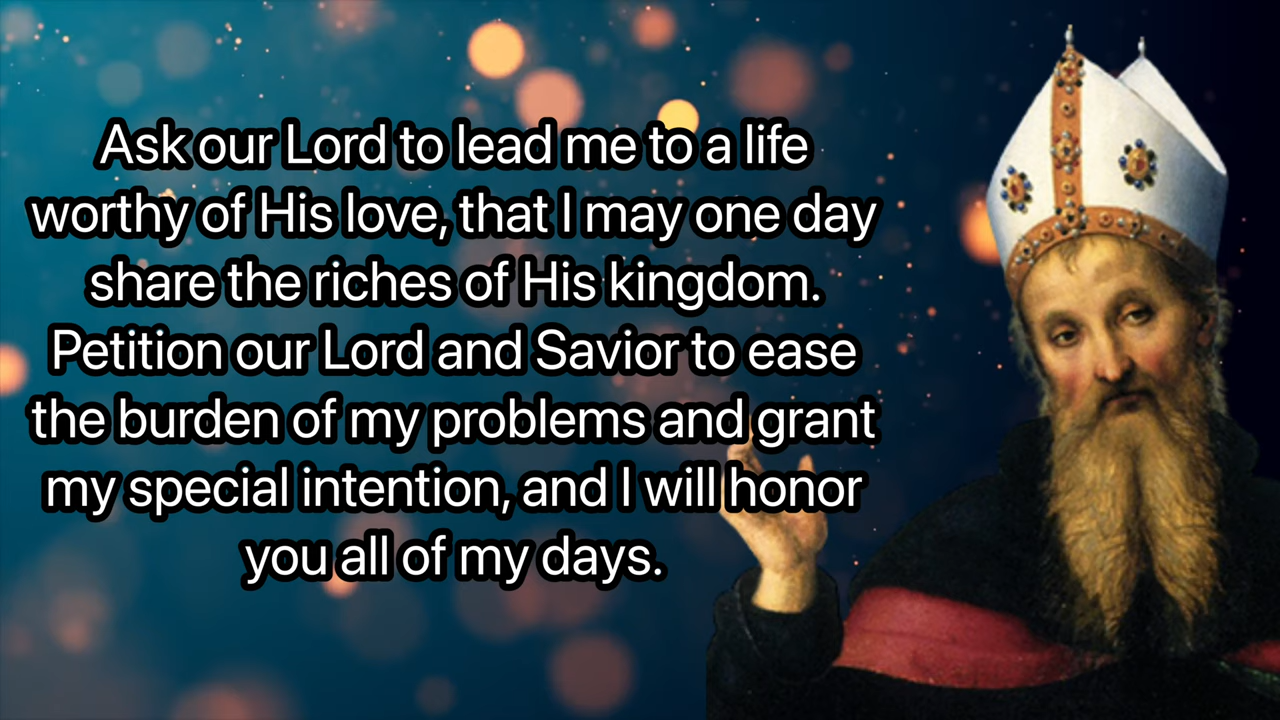 Ask our Lord to lead me to a life
worthy of His love, that I may one day
share the riches of His kingdom.
Petition our Lord and Savior to ease
the burden of my problems and grant
my special intention, and I will honor
you all of my days.